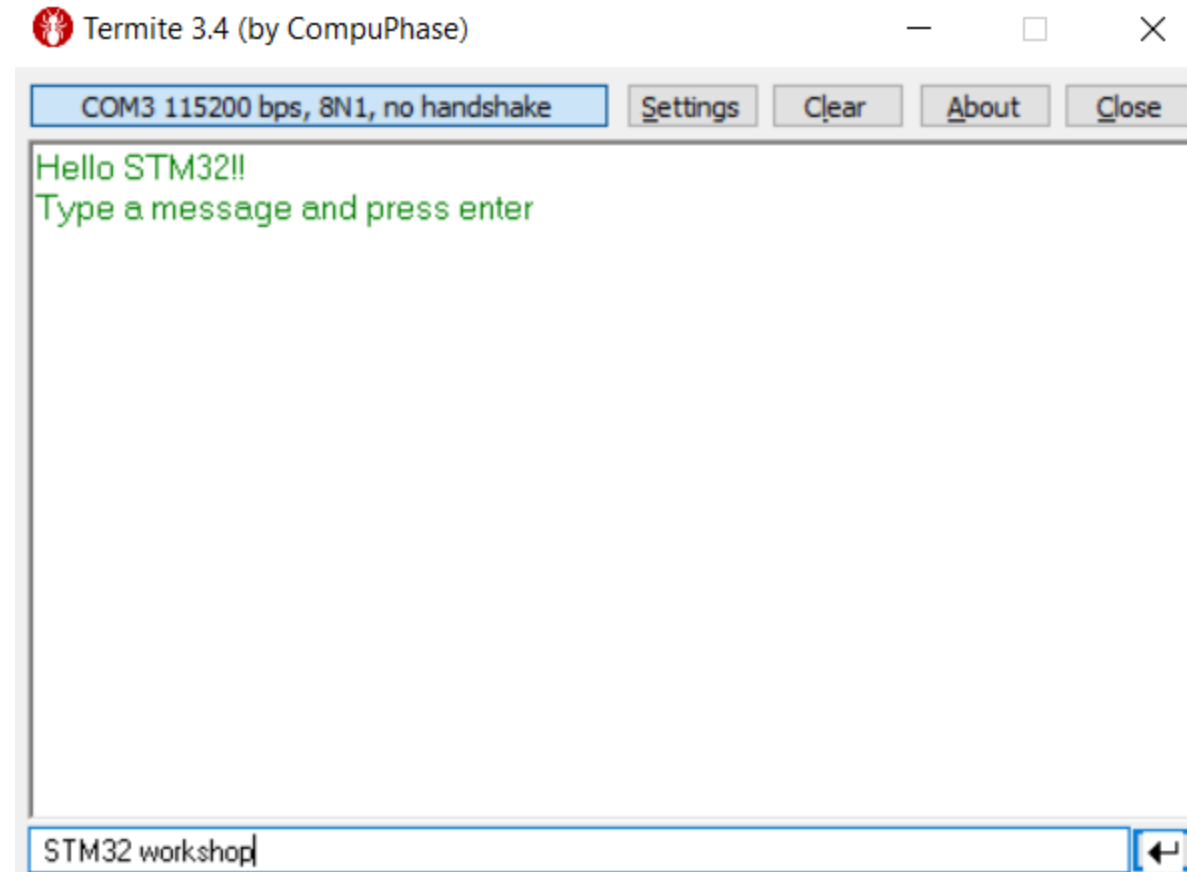 Termite 3.4 (by CompuPhase)
COM3 115200 bps, 8N1, no handshake Settings Clear About Close
Hello STM32!!
Type a message and press enter
STM32 workshop